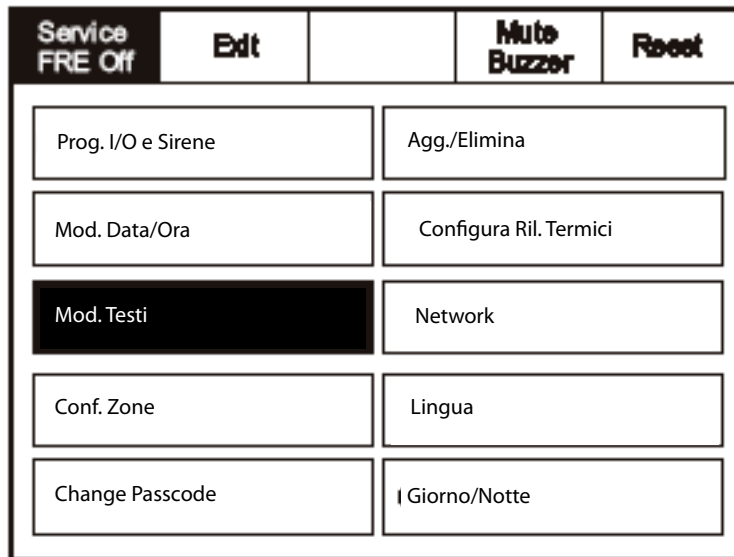 Service
FRE Off
Exit
Mute
Buzzer
Reset
Prog. I/O e Sirene
Agg./Elimina
Mod. Data/Ora
Configura Ril. Termici
Mod. Testi
Network
Conf. Zone
Lingua
Change Passcode
Giorno/Notte